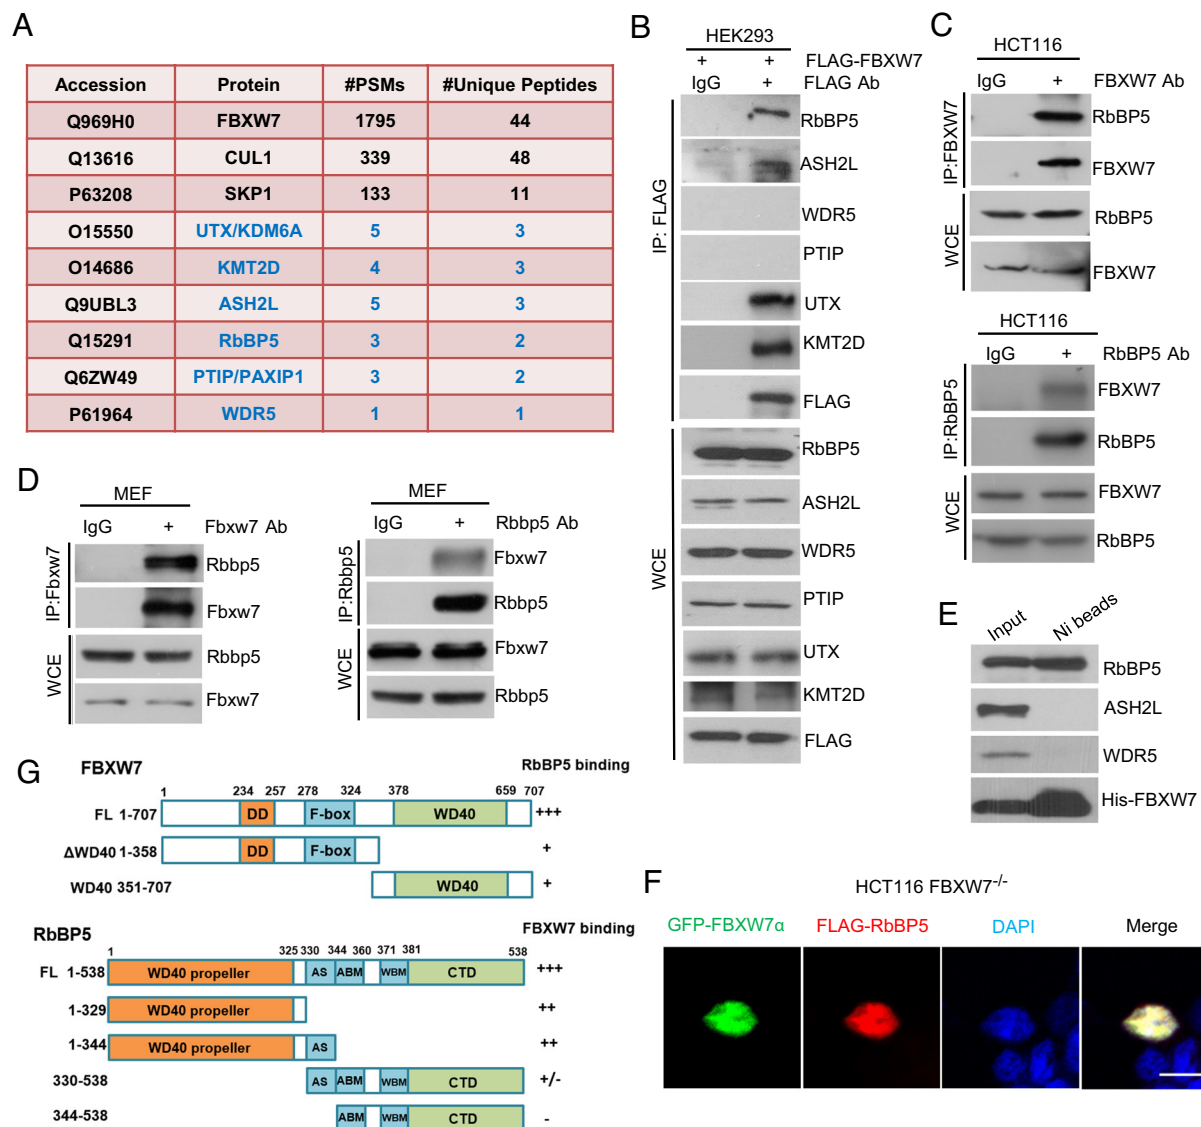 A
Accession Protein #PSMs #Unique Peptides
Q969H0 FBXW7 1795 44
Q13616 CUL1 339 48
P63208 SKP1 133 11
O15550 UTX/KDM6A 5 3
O14686 KMT2D 4 3
Q9UBL3 ASH2L 5 3
Q15291 RbBP5 3 2
Q6ZW49 PTIP/PAXIP1 3 2
P61964 WDR5 1 1
B
HEK293
+ + FLAG-FBXW7
IgG + FLAG Ab
IP: FLAG
RbBP5
ASH2L
WDR5
PTIP
UTX
KMT2D
FLAG
WCE
RbBP5
ASH2L
WDR5
PTIP
UTX
KMT2D
FLAG
C
HCT116
IgG + FBXW7 Ab
IP:FBXW7
RbBP5
FBXW7
WCE
RbBP5
FBXW7
HCT116
IgG + RbBP5 Ab
IP:RbBP5
FBXW7
RbBP5
WCE
FBXW7
RbBP5
D
MEF
IgG + Fbxw7 Ab
IP:Fbxw7
Rbbp5
Fbxw7
WCE
Rbbp5
Fbxw7
MEF
IgG + Rbbp5 Ab
IP:Rbbp5
Fbxw7
Rbbp5
WCE
Fbxw7
Rbbp5
E
Input Ni beads
RbBP5
ASH2L
WDR5
His-FBXW7
F
HCT116 FBXW7-/-
GFP-FBXW7α FLAG-RbBP5 DAPI Merge
G
FBXW7 RbBP5 binding
1 234 257 278 324 378 659 707
FL 1-707 DD F-box WD40 +++
ΔWD40 1-358 DD F-box +
WD40 351-707 WD40 +
RbBP5 FBXW7 binding
1 325 330 344 360 371 381 538
FL 1-538 WD40 propeller AS ABM WBM CTD +++
1-329 ++
1-344 WD40 propeller AS ++
330-538 AS ABM WBM CTD +/-
344-538 ABM WBM CTD -